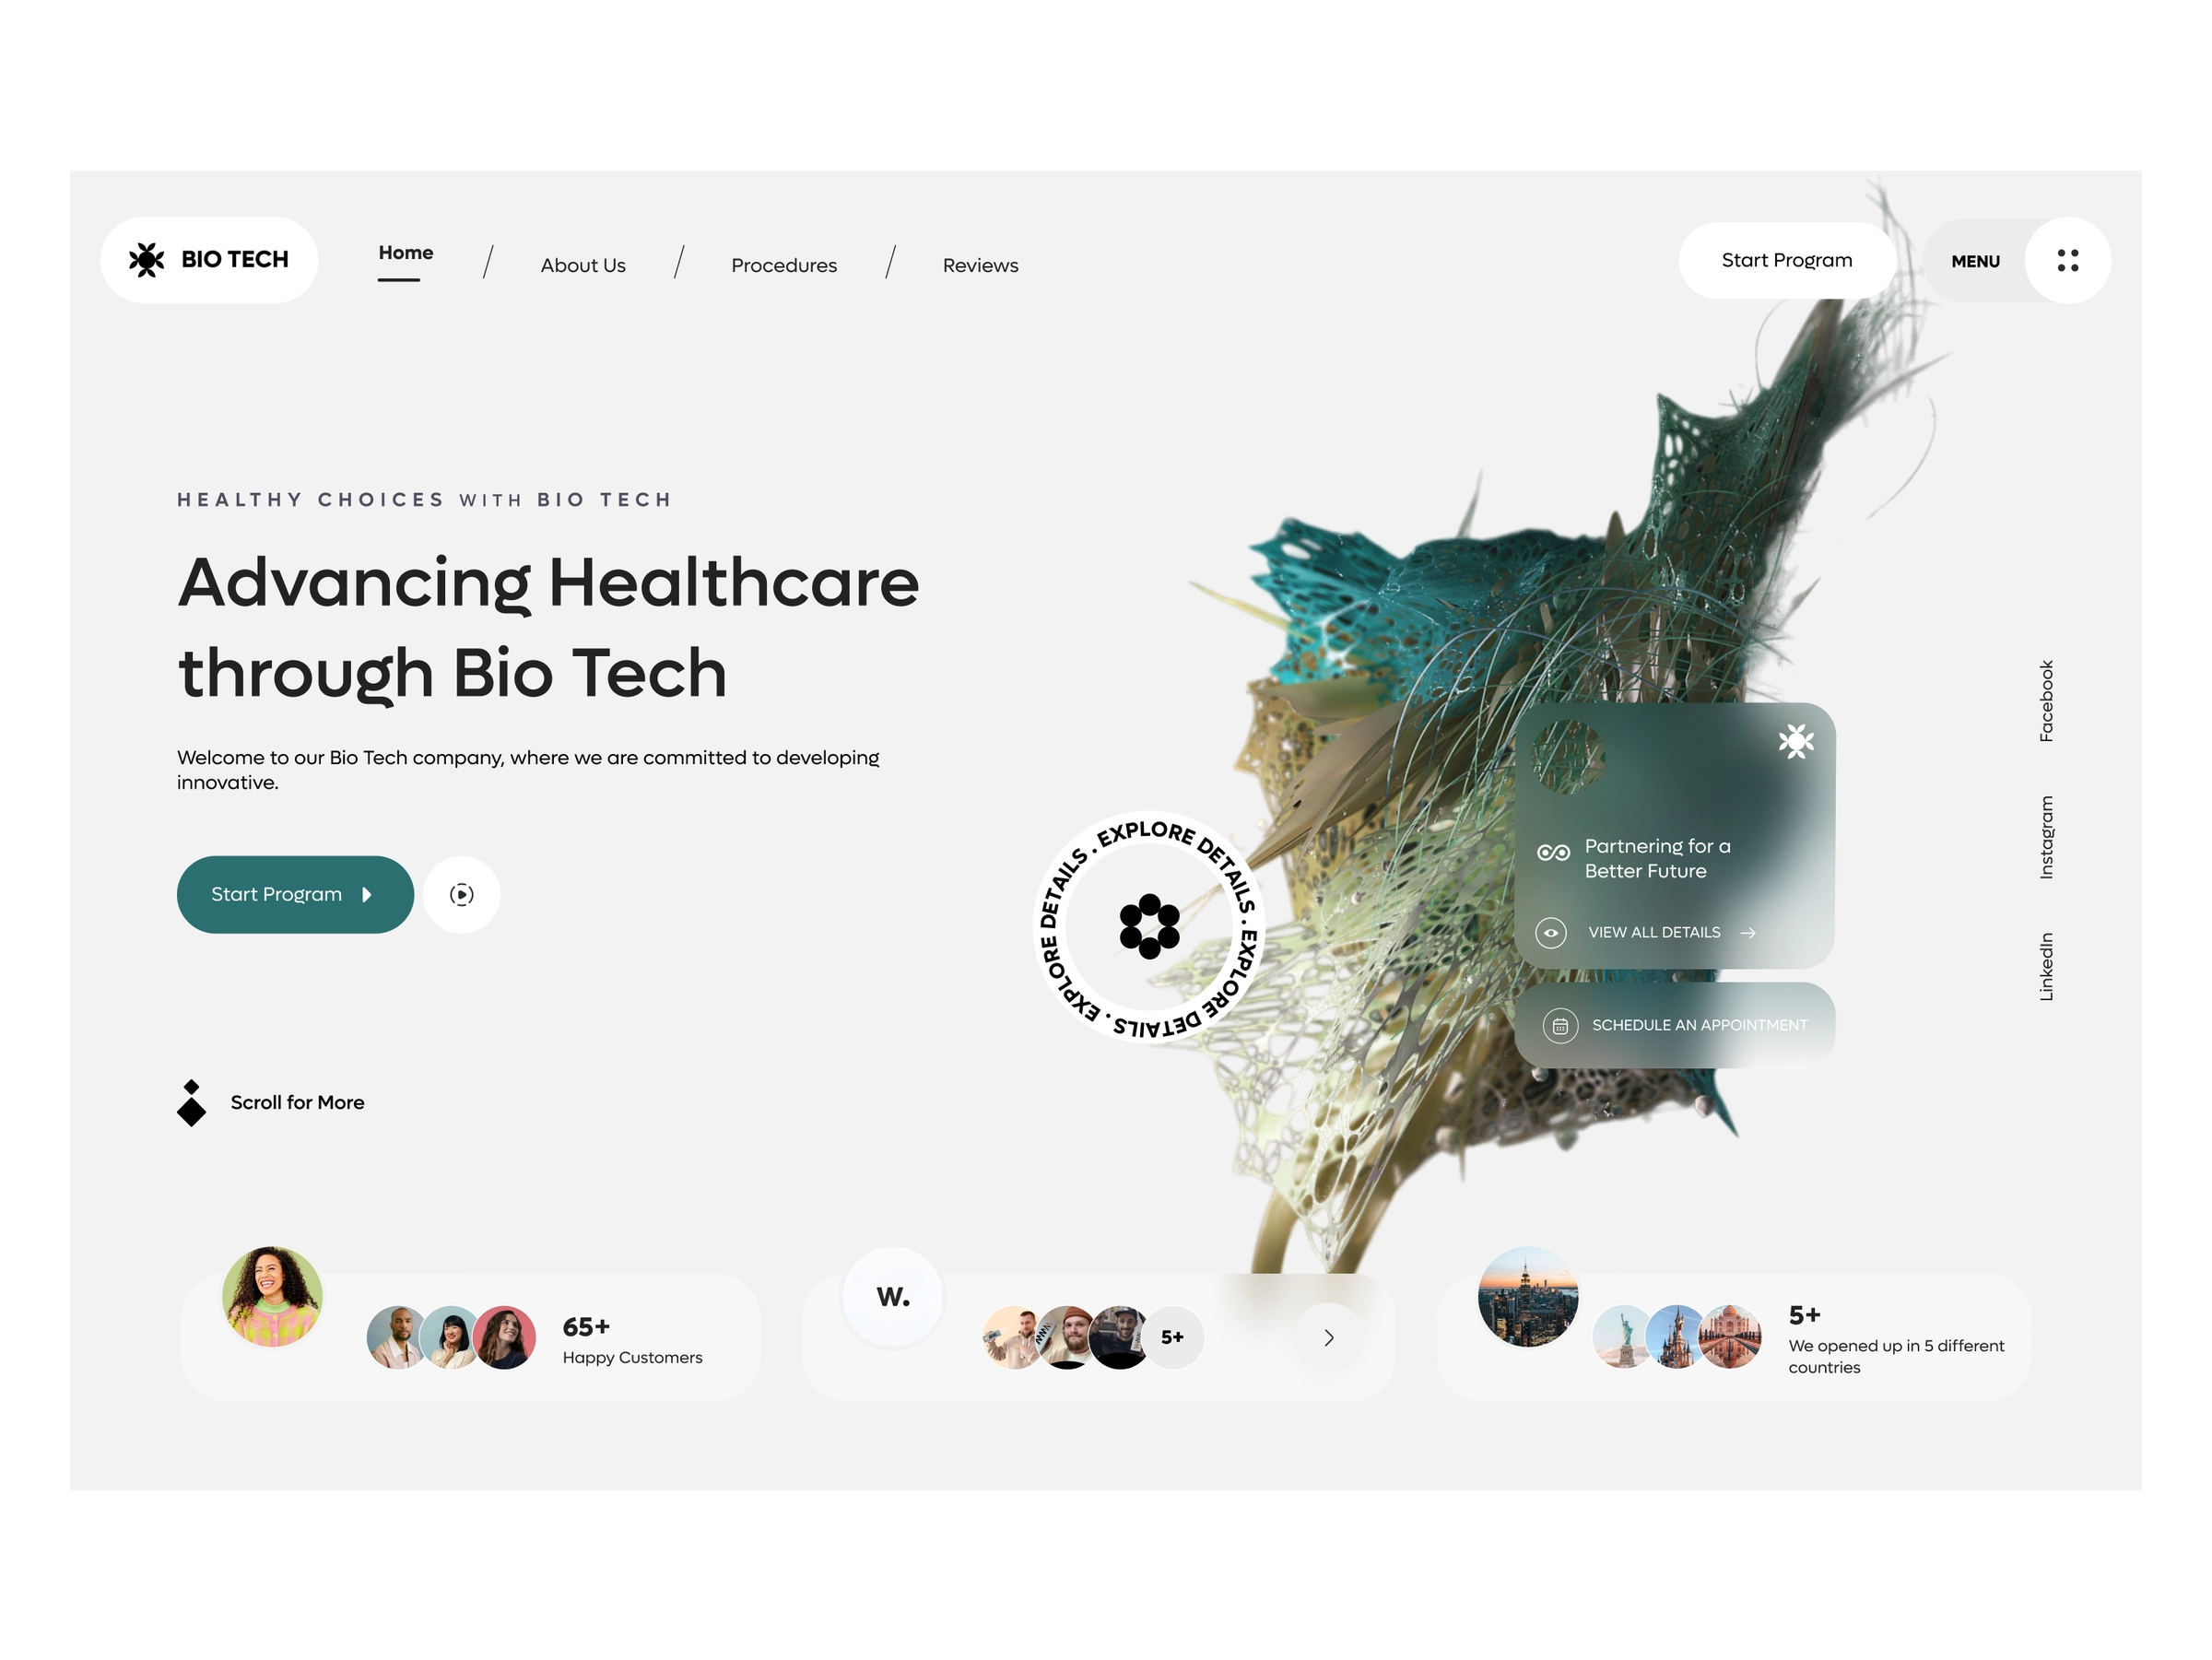 BIO TECH
Home / About Us / Procedures / Reviews
Start Program
MENU
HEALTHY CHOICES WITH BIO TECH
Advancing Healthcare
through Bio Tech
Welcome to our Bio Tech company, where we are committed to developing
innovative.
Start Program
Scroll for More
EXPLORE DETAILS . EXPLORE DETAILS . EXPLORE DETAILS .
Partnering for a
Better Future
VIEW ALL DETAILS
SCHEDULE AN APPOINTMENT
Facebook
Instagram
LinkedIn
65+
Happy Customers
W.
5+
5+
We opened up in 5 different
countries